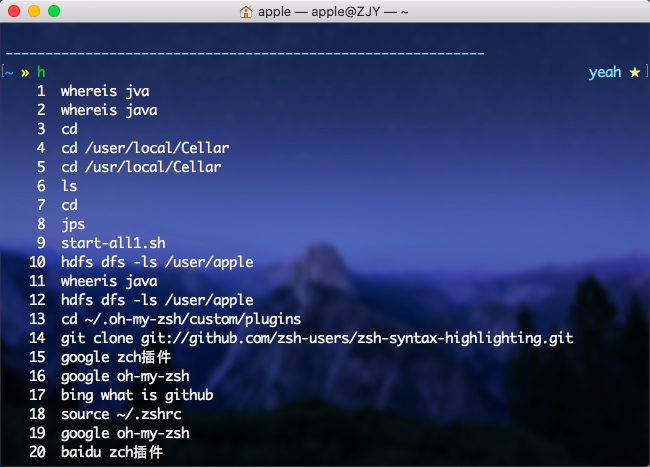 apple — apple@ZJY — ~
------------------------------------------------------------
[~ » h yeah ★ ]
1 whereis jva
2 whereis java
3 cd
4 cd /user/local/Cellar
5 cd /usr/local/Cellar
6 ls
7 cd
8 jps
9 start-all1.sh
10 hdfs dfs -ls /user/apple
11 wheeris java
12 hdfs dfs -ls /user/apple
13 cd ~/.oh-my-zsh/custom/plugins
14 git clone git://github.com/zsh-users/zsh-syntax-highlighting.git
15 google zch插件
16 google oh-my-zsh
17 bing what is github
18 source ~/.zshrc
19 google oh-my-zsh
20 baidu zch插件